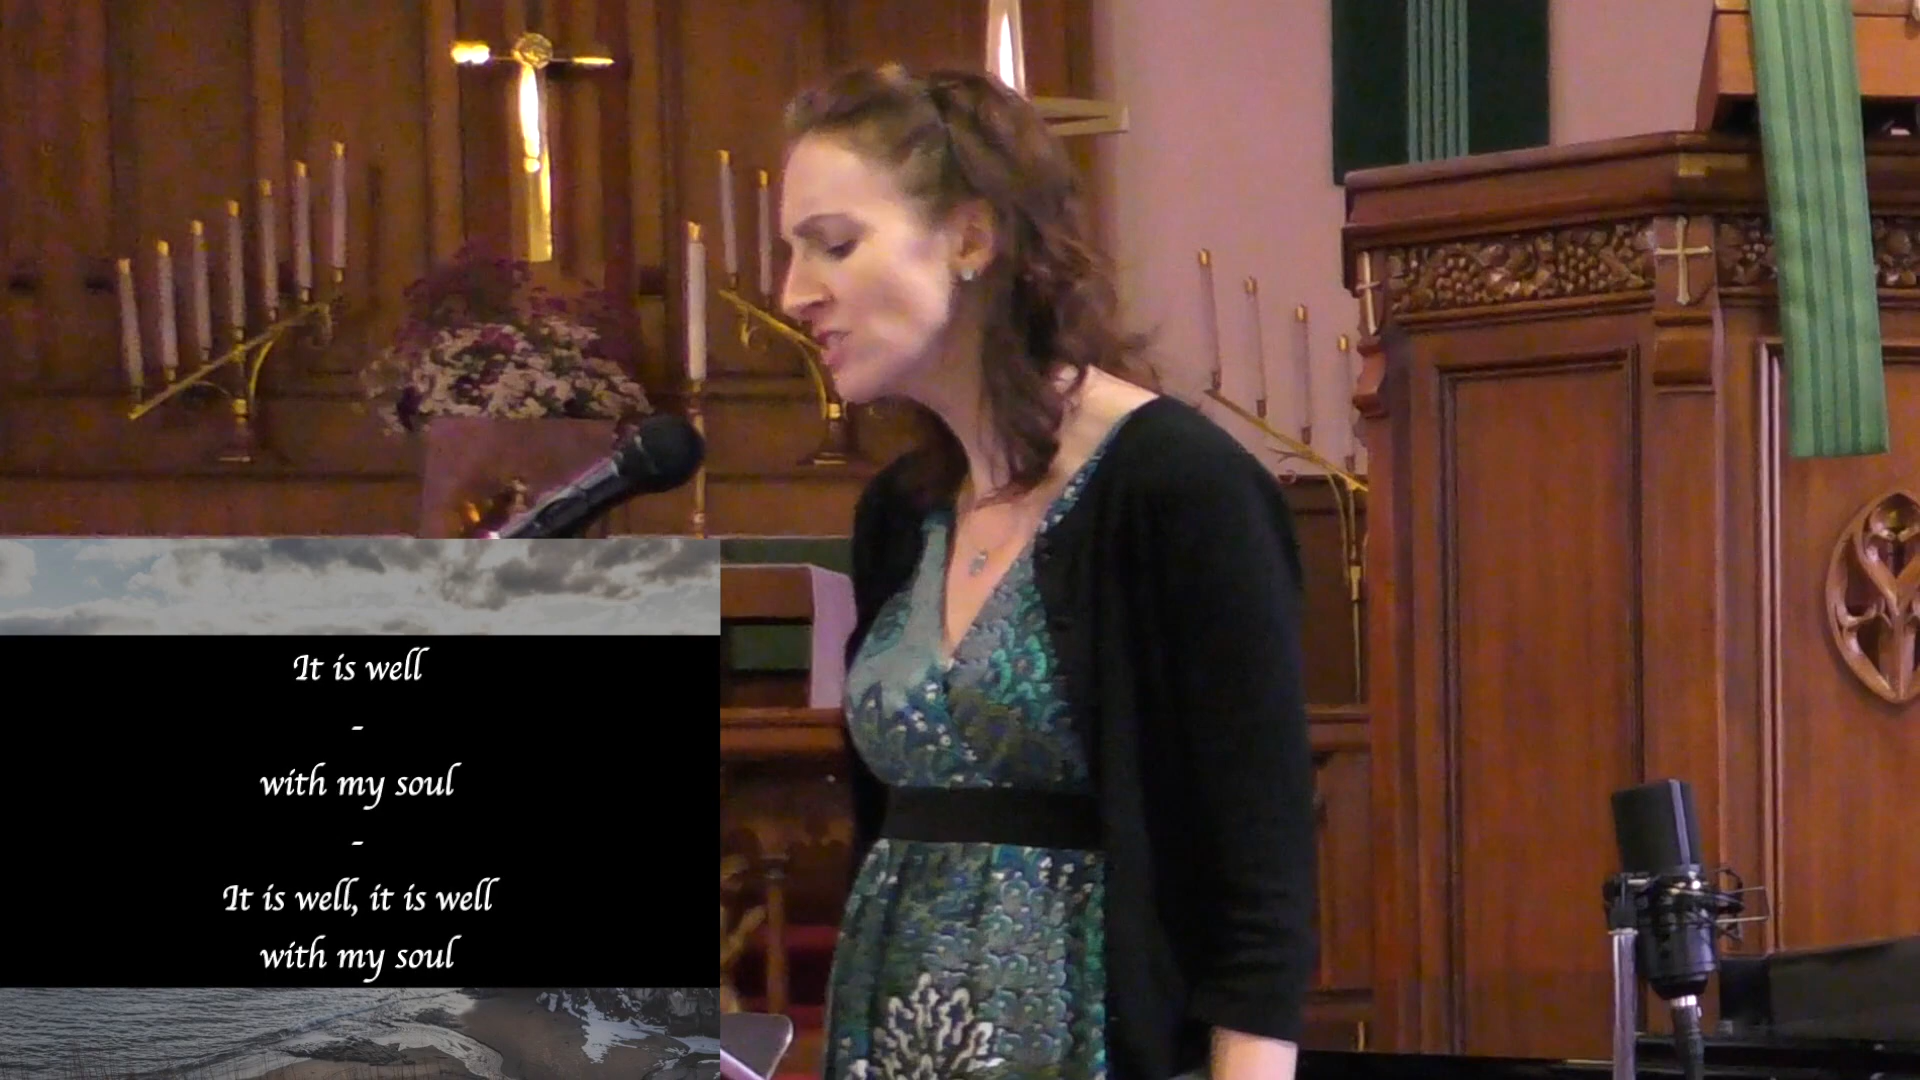 It is well
-
with my soul
-
It is well, it is well
with my soul